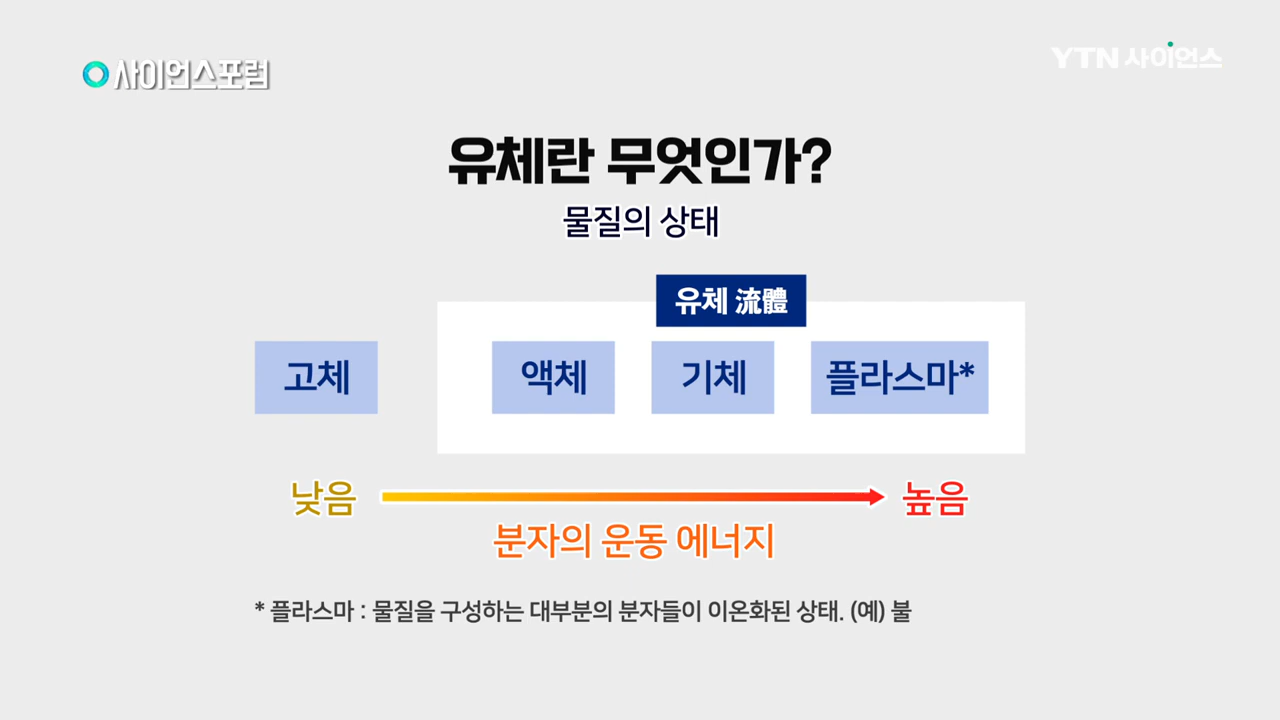 사이언스포럼
YTN 사이언스
유체란 무엇인가?
물질의 상태
유체 流體
고체
액체
기체
플라스마*
낮음
높음
분자의 운동 에너지
* 플라스마 : 물질을 구성하는 대부분의 분자들이 이온화된 상태. (예) 불